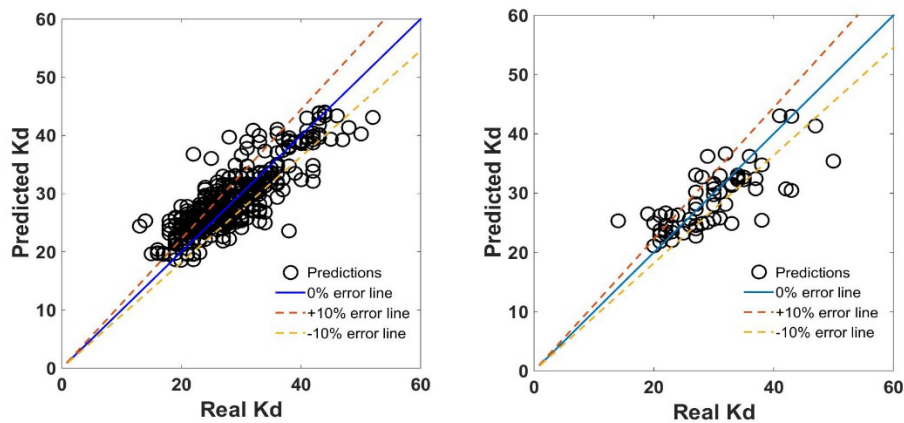 60
50
40
30
20
10
0
Predicted Kd
Predictions
0% error line
+10% error line
-10% error line
0 20 40 60
Real Kd
60
50
40
30
20
10
0
Predicted Kd
Predictions
0% error line
+10% error line
-10% error line
0 20 40 60
Real Kd